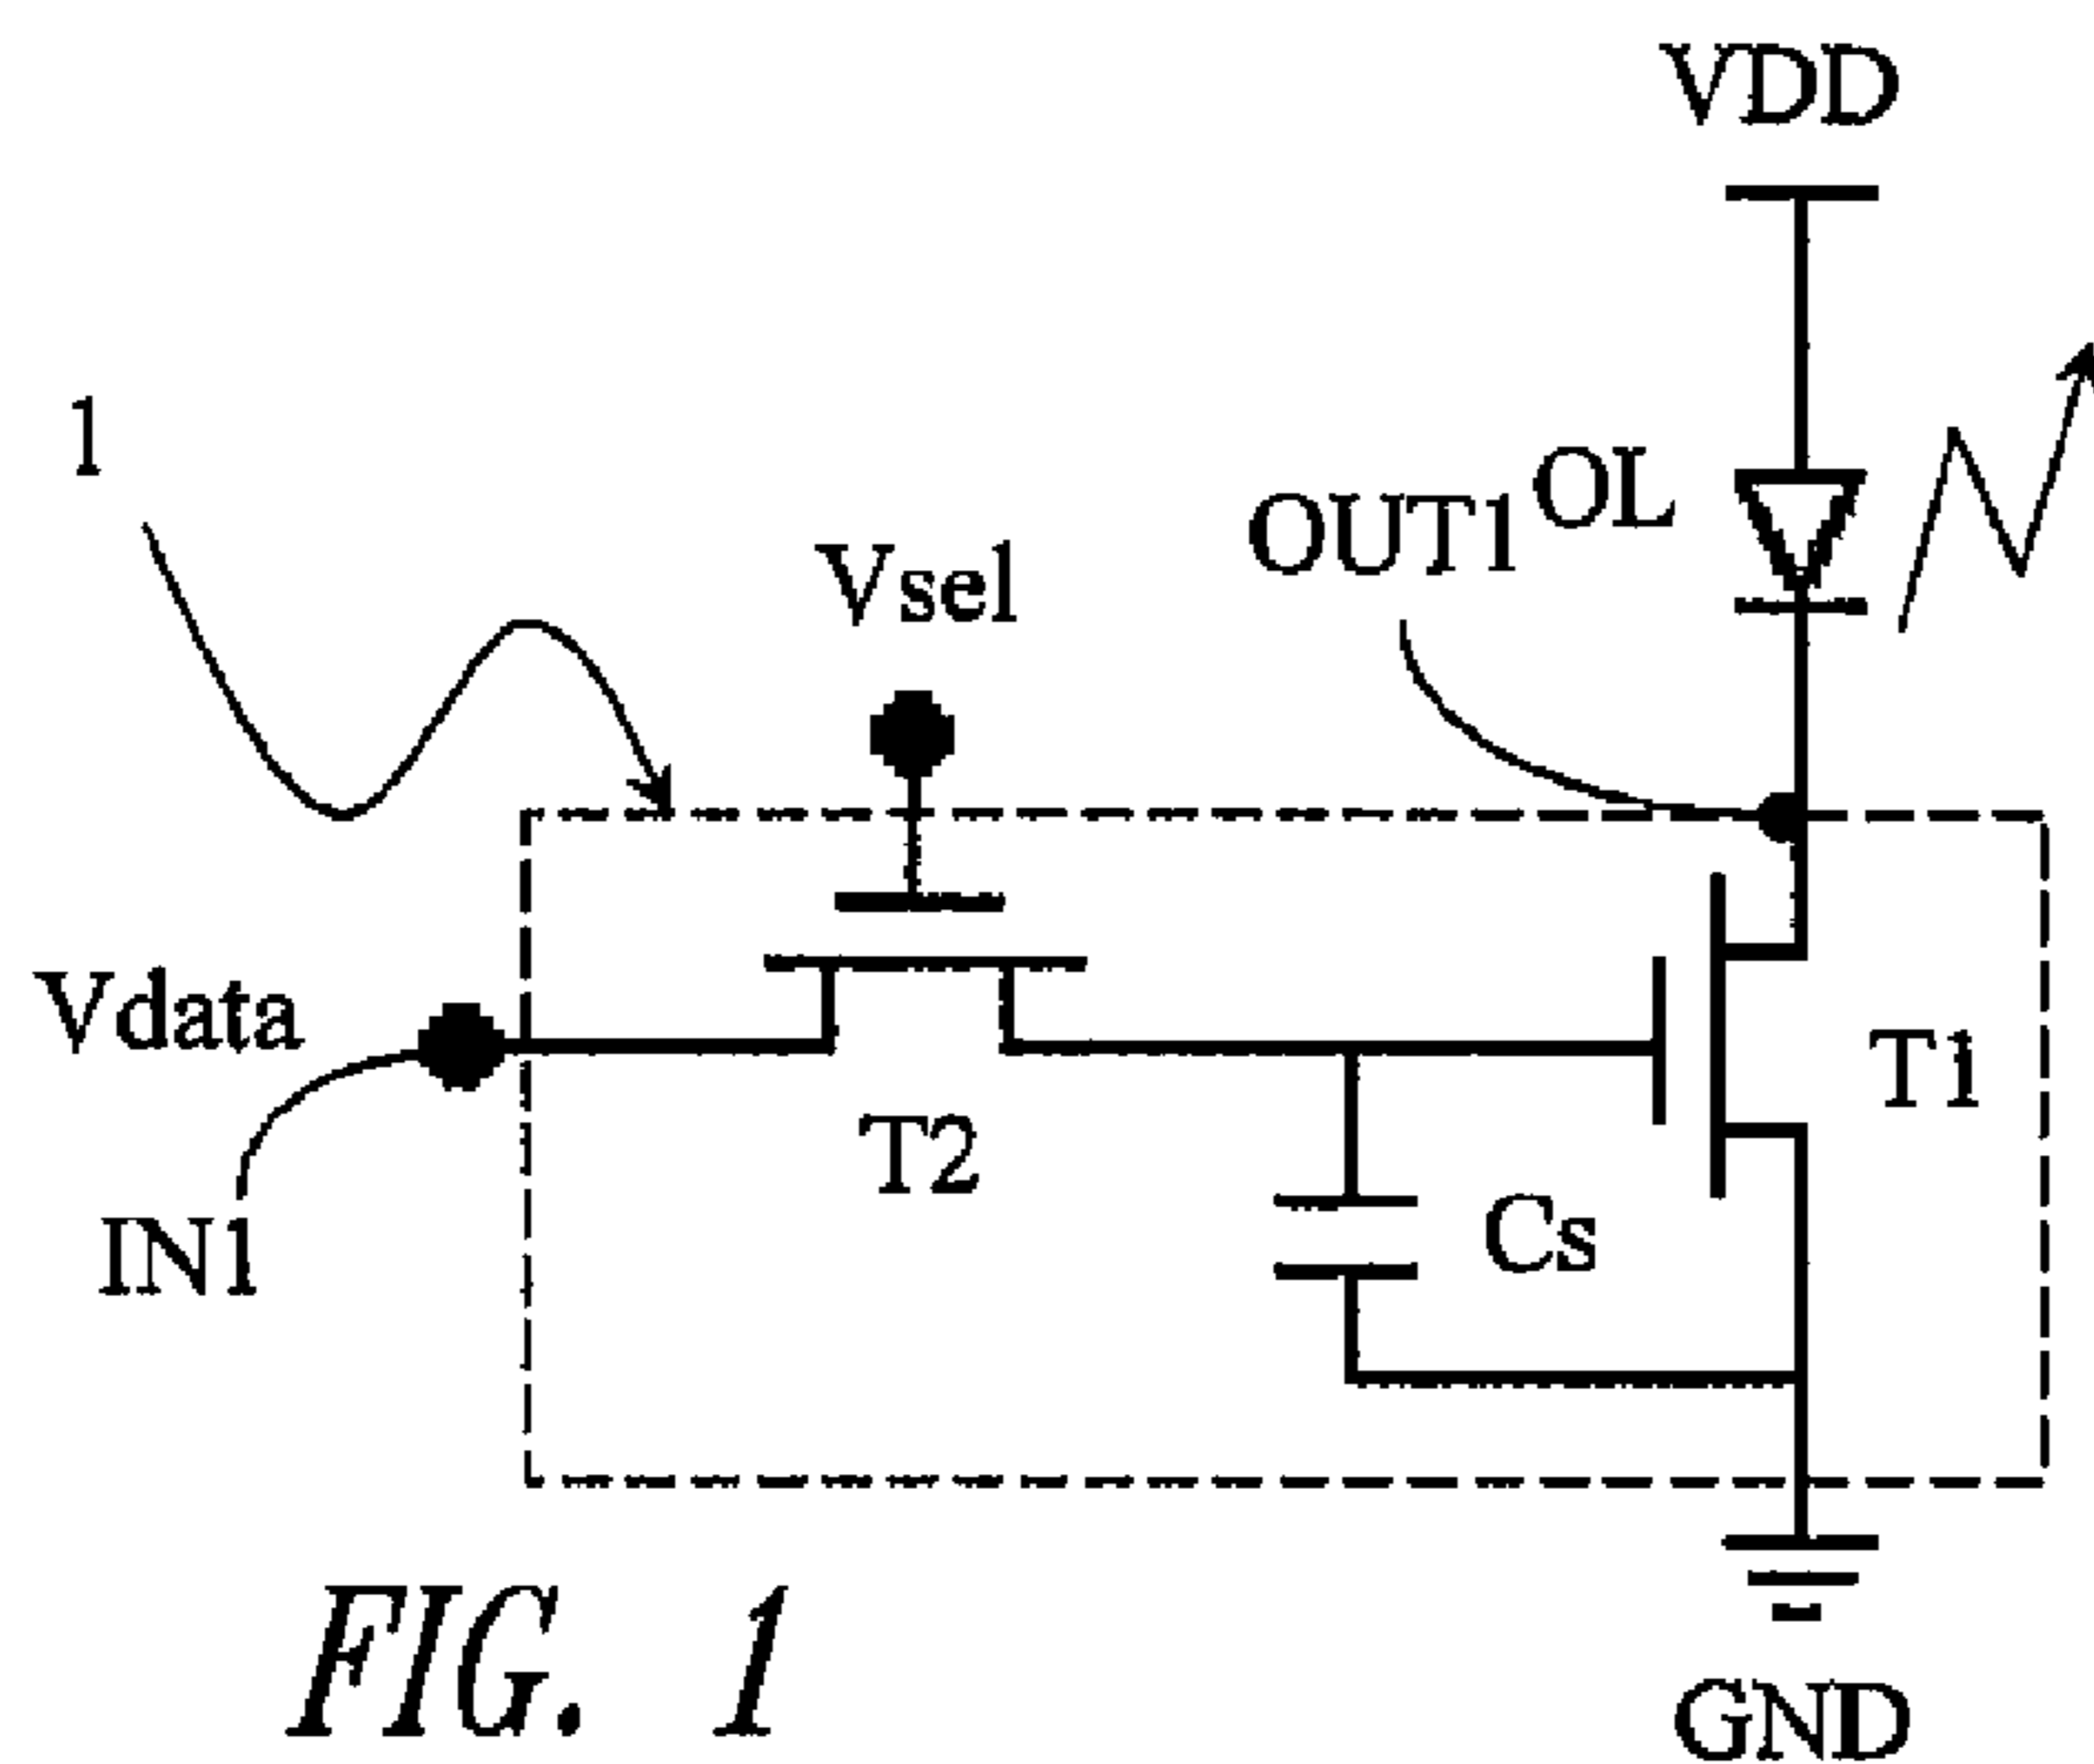 VDD
1
OL
OUT1
Vsel
Vdata
T1
T2
Cs
IN1
FIG. 1
GND